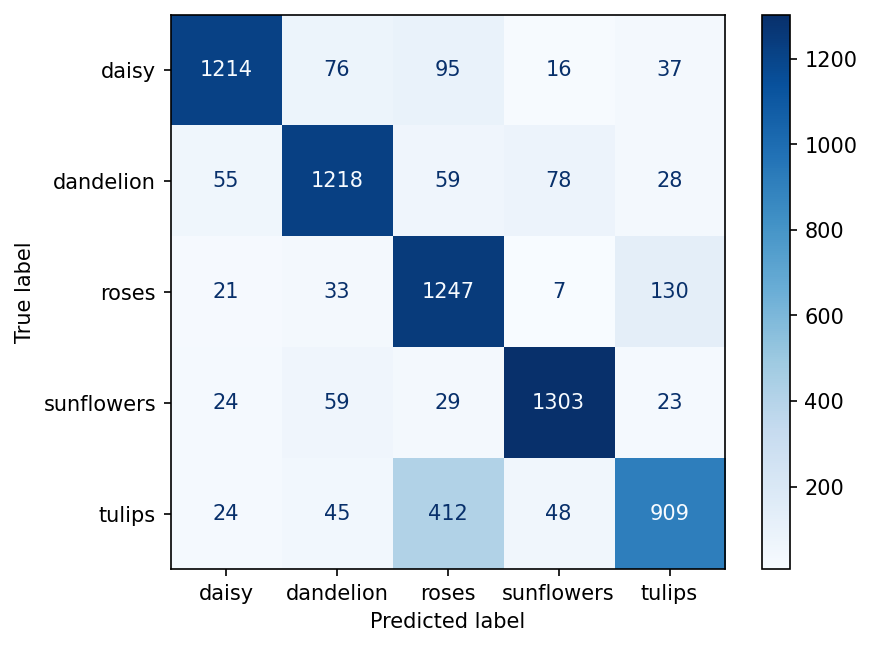 daisy 1214 76 95 16 37
dandelion 55 1218 59 78 28
roses 21 33 1247 7 130
sunflowers 24 59 29 1303 23
tulips 24 45 412 48 909
daisy dandelion roses sunflowers tulips
Predicted label
True label
1200
1000
800
600
400
200